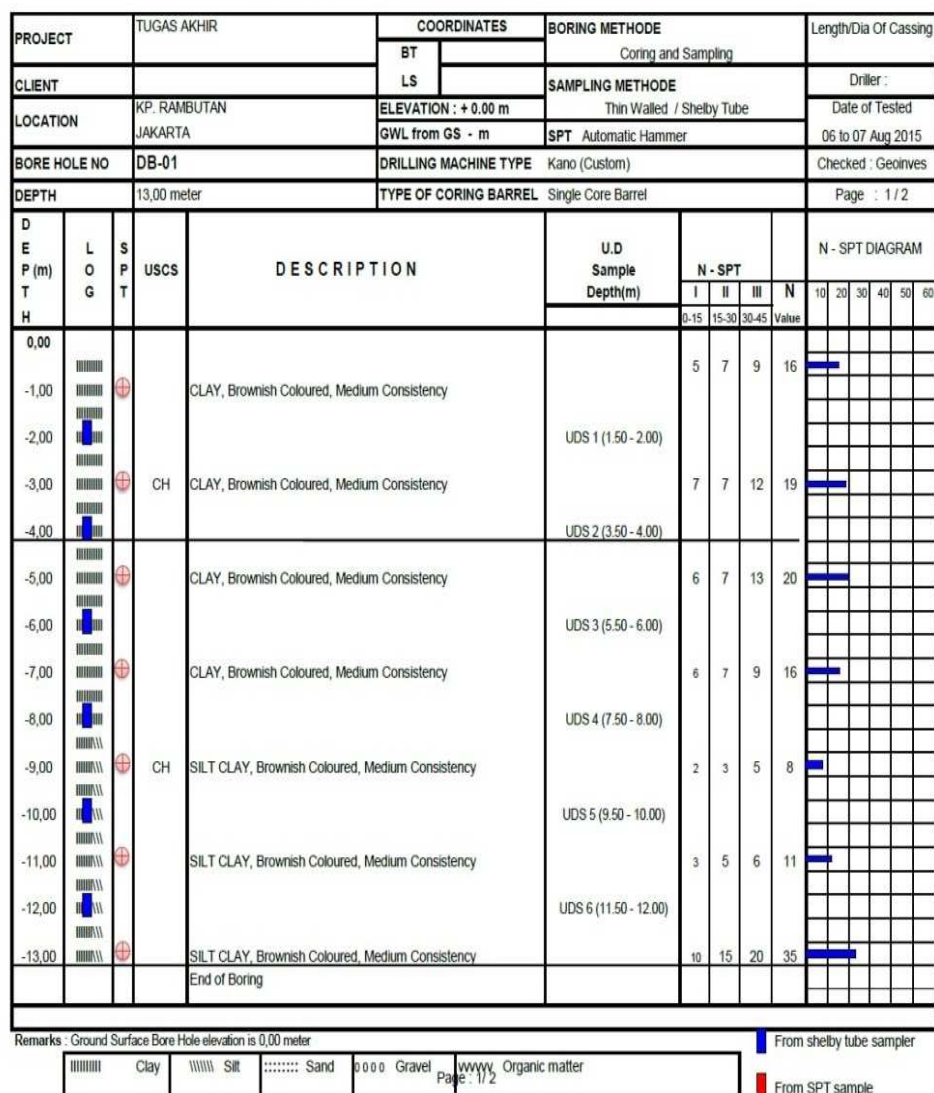 PROJECT TUGAS AKHIR COORDINATES BORING METHODE Length/Dia Of Cassing
BT Coring and Sampling
CLIENT LS SAMPLING METHODE Driller :
LOCATION KP. RAMBUTAN ELEVATION : + 0.00 m Thin Walled / Shelby Tube Date of Tested
JAKARTA GWL from GS - m SPT Automatic Hammer 06 to 07 Aug 2015
BORE HOLE NO DB-01 DRILLING MACHINE TYPE Kano (Custom) Checked : Geoinves
DEPTH 13,00 meter TYPE OF CORING BARREL Single Core Barrel Page : 1 / 2
DEPTH (m) LOG SPT USCS DESCRIPTION U.D Sample Depth(m) N - SPT N - SPT DIAGRAM
I II III N 10 20 30 40 50 60
0-15 15-30 30-45 Value
0,00
5 7 9 16
-1,00 CLAY, Brownish Coloured, Medium Consistency
-2,00 UDS 1 (1.50 - 2.00)
-3,00 CH CLAY, Brownish Coloured, Medium Consistency 7 7 12 19
-4,00 UDS 2 (3.50 - 4.00)
-5,00 CLAY, Brownish Coloured, Medium Consistency 6 7 13 20
-6,00 UDS 3 (5.50 - 6.00)
-7,00 CLAY, Brownish Coloured, Medium Consistency 6 7 9 16
-8,00 UDS 4 (7.50 - 8.00)
-9,00 CH SILT CLAY, Brownish Coloured, Medium Consistency 2 3 5 8
-10,00 UDS 5 (9.50 - 10.00)
-11,00 SILT CLAY, Brownish Coloured, Medium Consistency 3 5 6 11
-12,00 UDS 6 (11.50 - 12.00)
-13,00 SILT CLAY, Brownish Coloured, Medium Consistency 10 15 20 35
End of Boring
Remarks : Ground Surface Bore Hole elevation is 0,00 meter
From shelby tube sampler
Clay Silt Sand Gravel Organic matter
Page : 1/ 2
From SPT sample